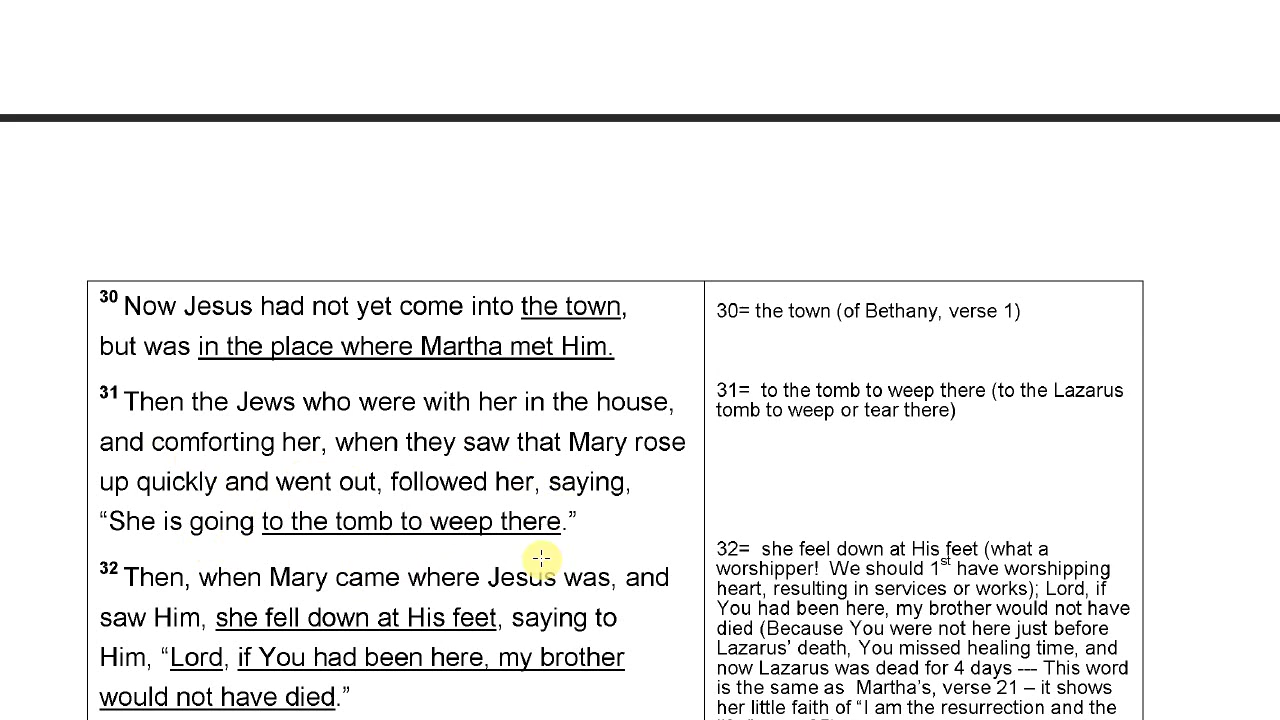 30 Now Jesus had not yet come into the town,
but was in the place where Martha met Him.
31 Then the Jews who were with her in the house,
and comforting her, when they saw that Mary rose
up quickly and went out, followed her, saying,
“She is going to the tomb to weep there.”
32 Then, when Mary came where Jesus was, and
saw Him, she fell down at His feet, saying to
Him, “Lord, if You had been here, my brother
would not have died.”
30= the town (of Bethany, verse 1)
31=  to the tomb to weep there (to the Lazarus
tomb to weep or tear there)
32=  she feel down at His feet (what a
worshipper!  We should 1st have worshipping
heart, resulting in services or works); Lord, if
You had been here, my brother would not have
died (Because You were not here just before
Lazarus’ death, You missed healing time, and
now Lazarus was dead for 4 days --- This word
is the same as  Martha’s, verse 21 – it shows
her little faith of “I am the resurrection and the